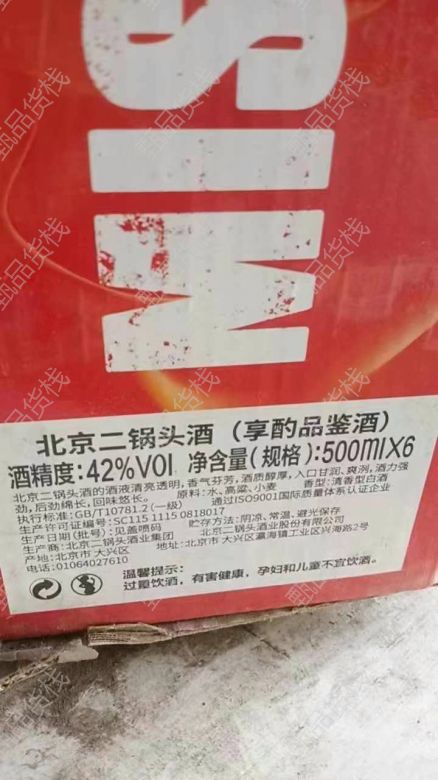 SIM
北京二锅头酒（享酌品鉴酒）
酒精度:42%VOl 净含量(规格):500mlX6
北京二锅头酒的酒液清亮透明，香气芬芳，酒质醇厚，入口甘润、爽洌，酒力强
劲，后劲绵长，回味悠长。 原料:水、高粱、小麦 香型:清香型白酒
执行标准:GB/T10781.2(一级) 通过ISO9001国际质量体系认证企业
生产许可证编号:SC115 1115 0818017
生产日期(批号):见盖喷码 贮存方法:阴凉、常温、避光保存
生产商:北京二锅头酒业集团 北京二锅头酒业股份有限公司
产地:北京市大兴区 地址:北京市大兴区瀛海镇工业区兴海路2号
电话:01064027610
温馨提示:
过量饮酒，有害健康，孕妇和儿童不宜饮酒。
甄品货栈